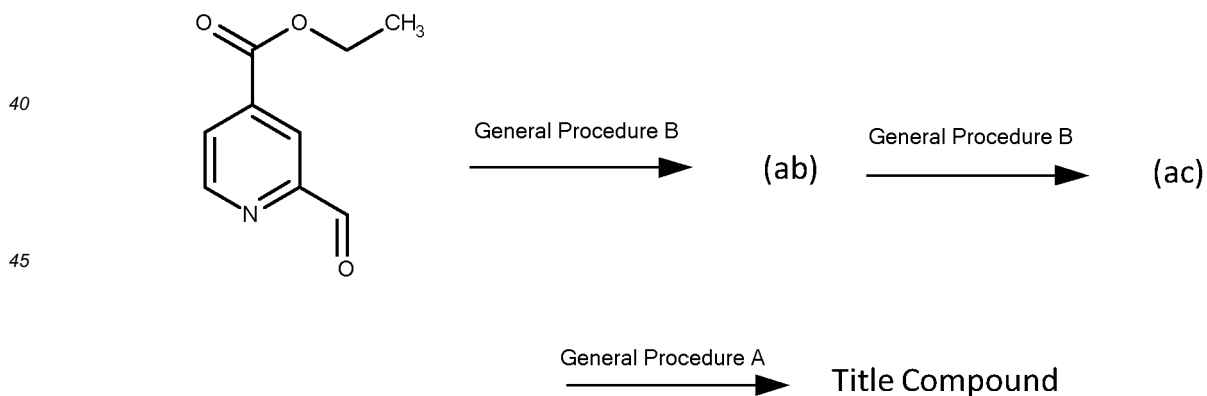 O
O
CH3
40
General Procedure B
(ab)
General Procedure B
(ac)
N
45
O
General Procedure A
Title Compound